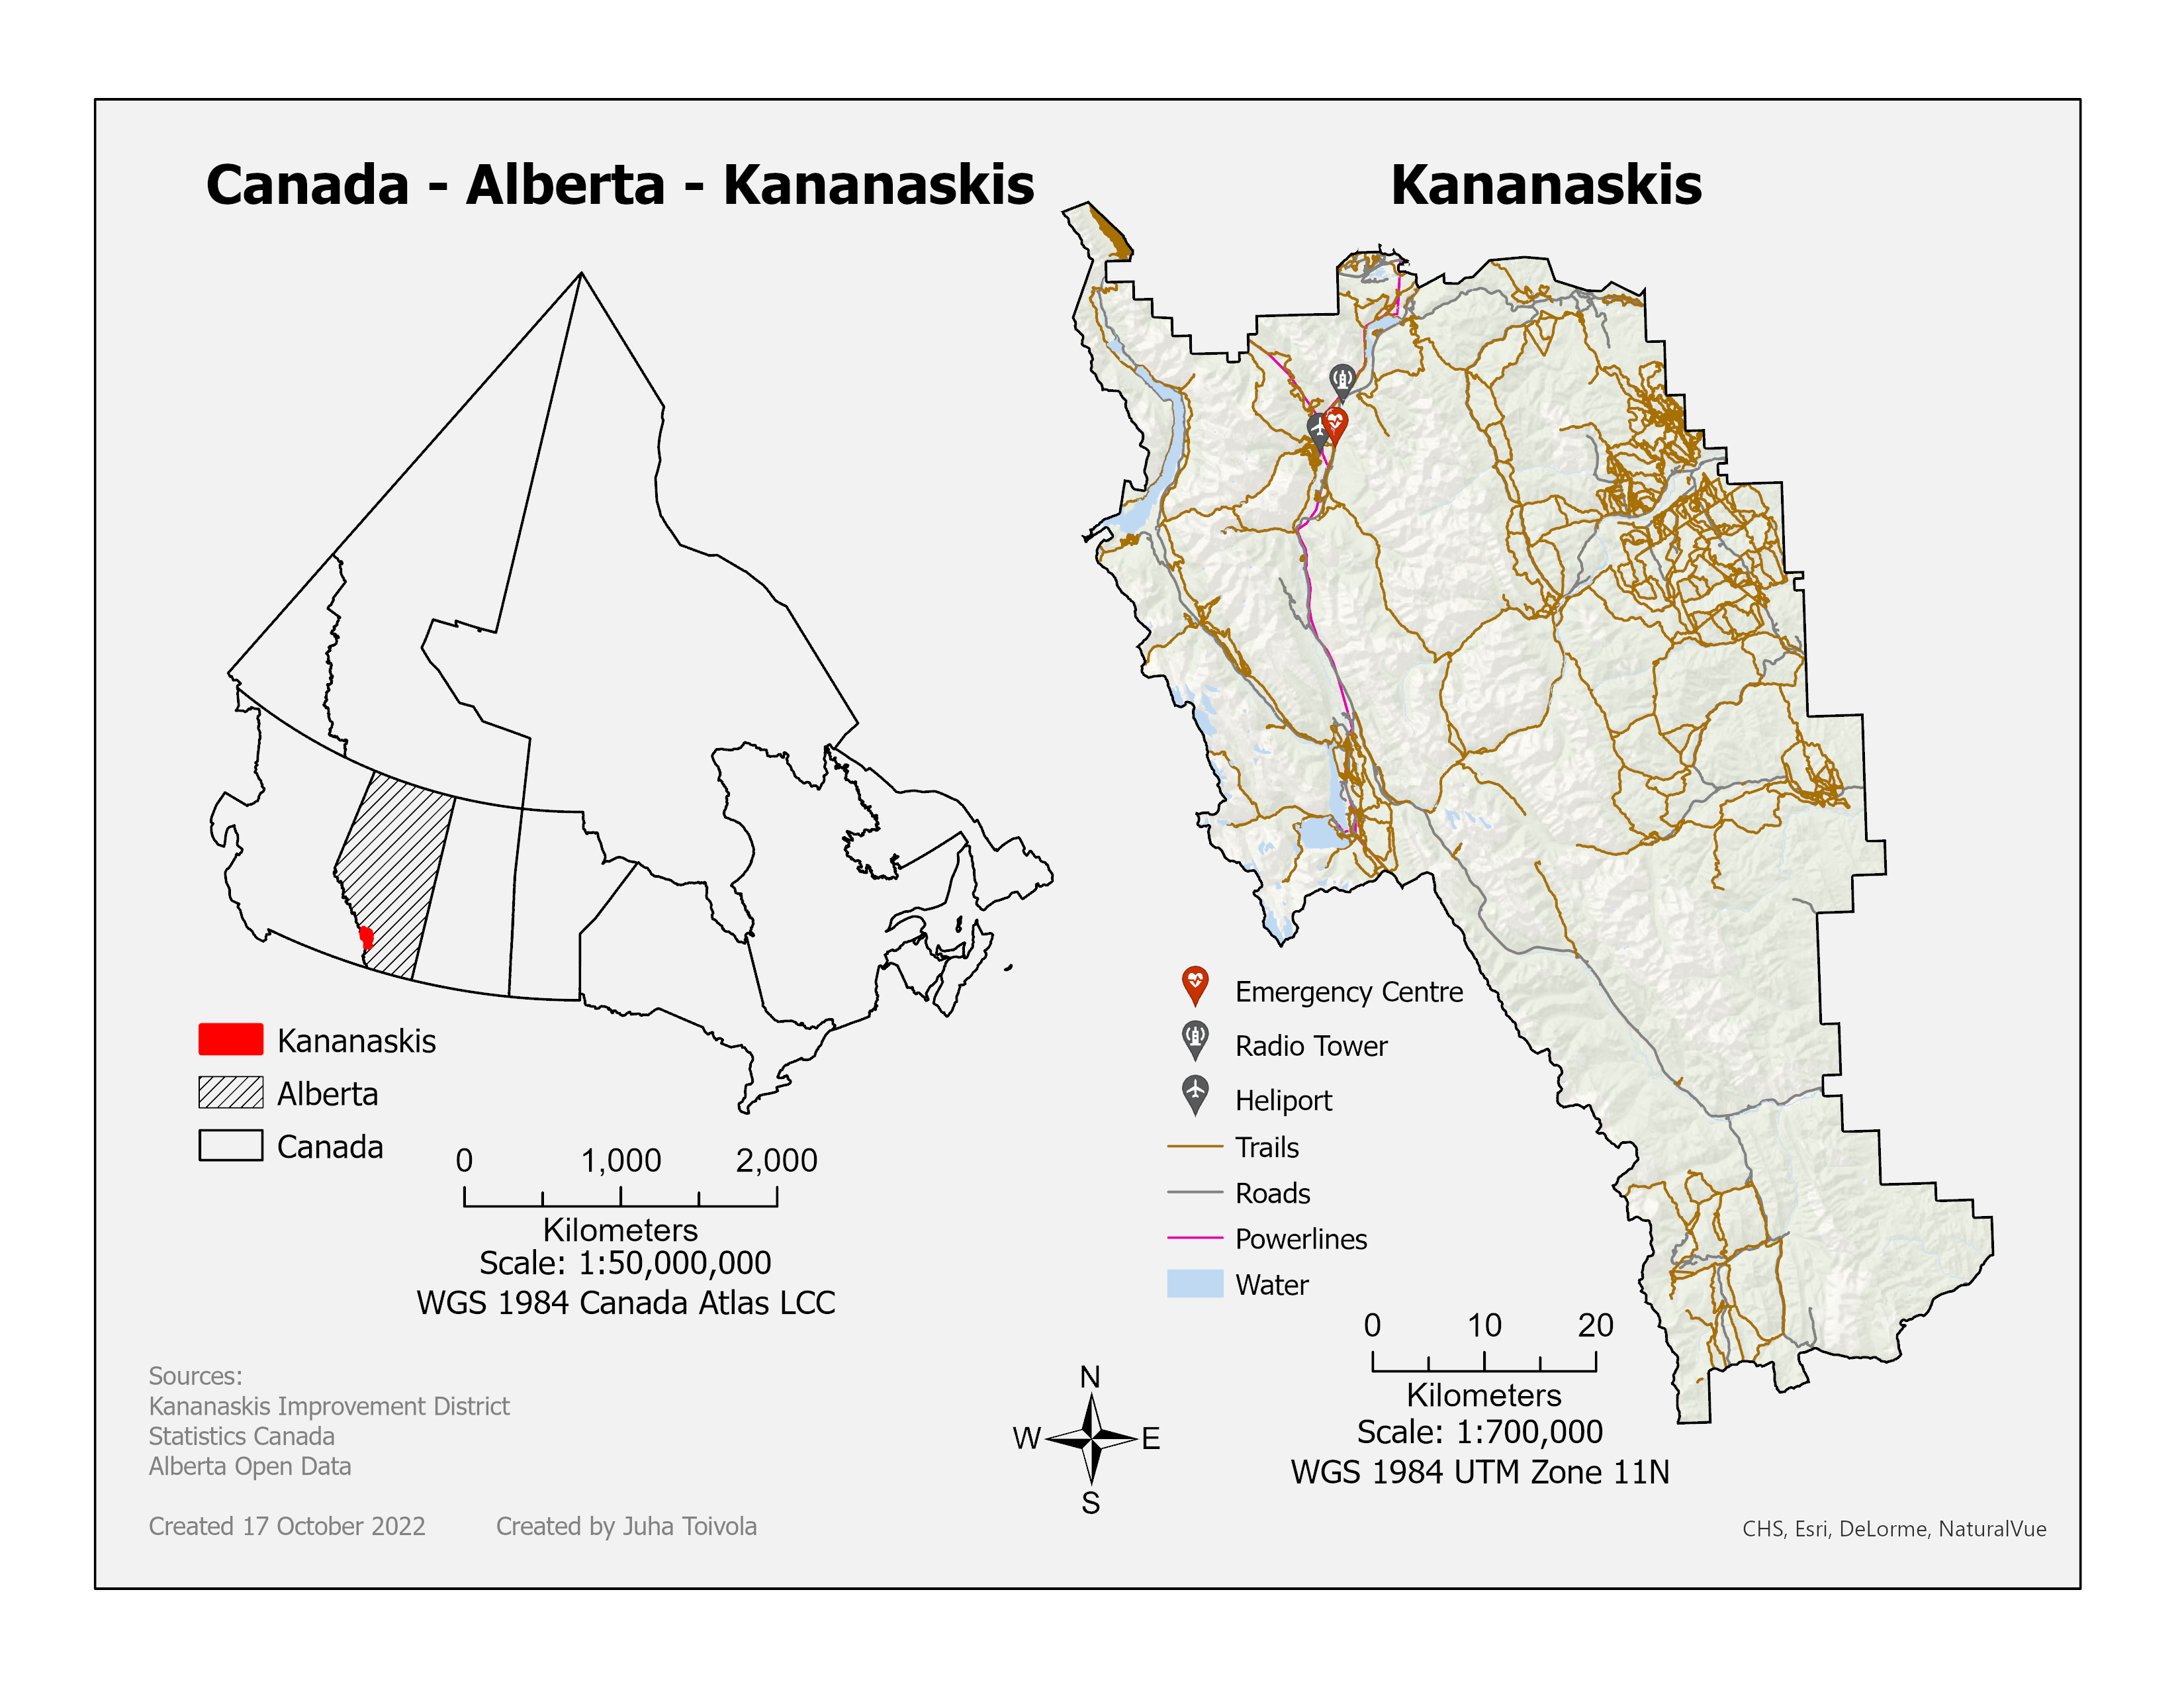 Canada - Alberta - Kananaskis
Kananaskis
Kananaskis
Alberta
Canada
0 1,000 2,000
Kilometers
Scale: 1:50,000,000
WGS 1984 Canada Atlas LCC
Emergency Centre
Radio Tower
Heliport
Trails
Roads
Powerlines
Water
0 10 20
Kilometers
Scale: 1:700,000
WGS 1984 UTM Zone 11N
N
W E
S
Sources:
Kananaskis Improvement District
Statistics Canada
Alberta Open Data
Created 17 October 2022 Created by Juha Toivola
CHS, Esri, DeLorme, NaturalVue